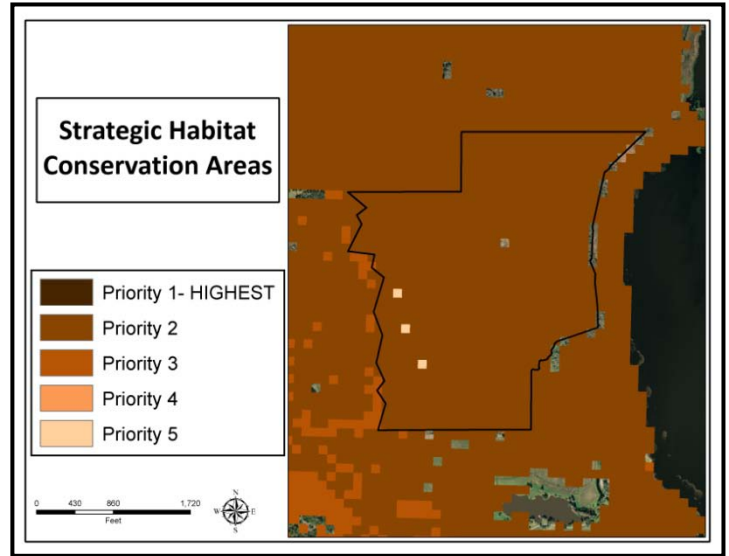 Strategic Habitat
Conservation Areas
Priority 1- HIGHEST
Priority 2
Priority 3
Priority 4
Priority 5
0 430 860 1,720
Feet
N
W E
S